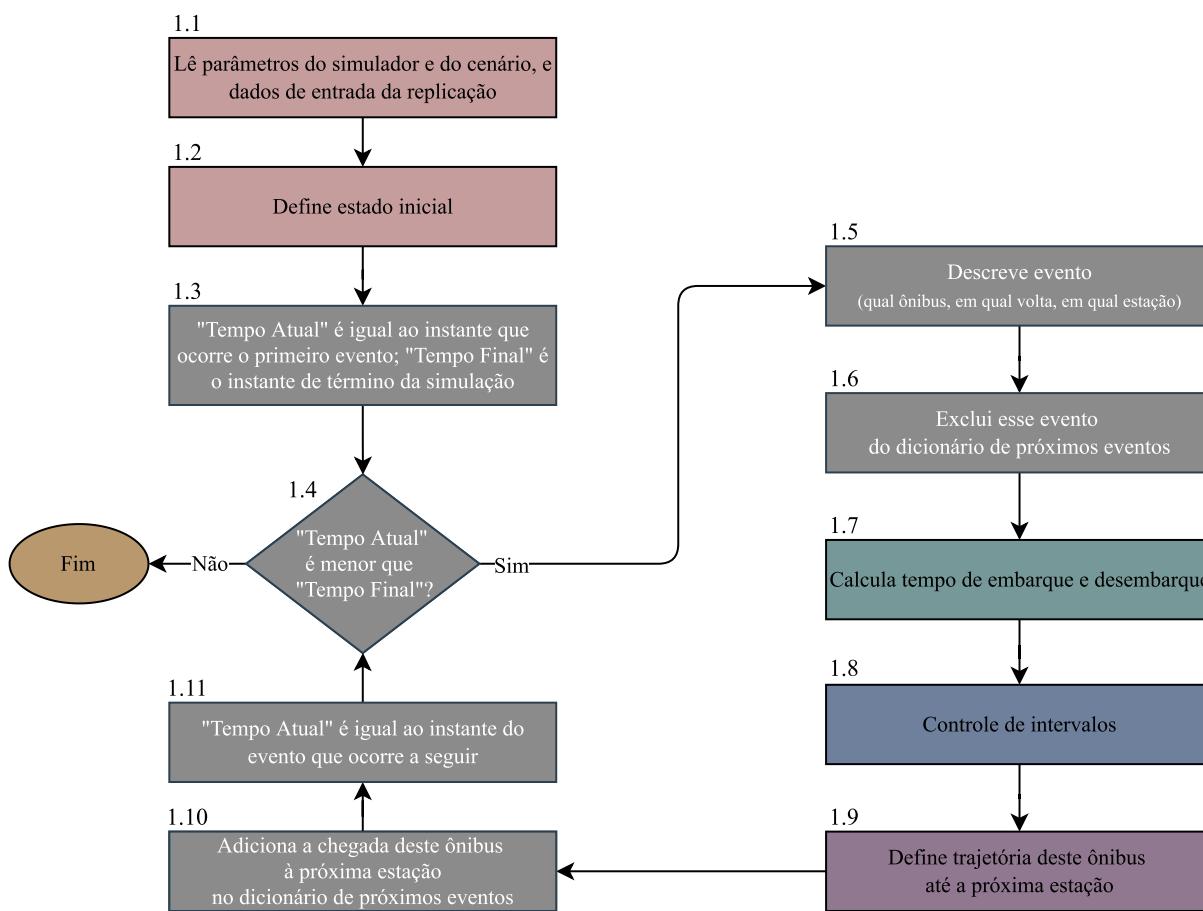 1.1
Lê parâmetros do simulador e do cenário, e
dados de entrada da replicação
1.2
Define estado inicial
1.3
"Tempo Atual" é igual ao instante que
ocorre o primeiro evento; "Tempo Final" é
o instante de término da simulação
1.4
"Tempo Atual"
é menor que
"Tempo Final"?
Não
Fim
Sim
1.5
Descreve evento
(qual ônibus, em qual volta, em qual estação)
1.6
Exclui esse evento
do dicionário de próximos eventos
1.7
Calcula tempo de embarque e desembarque
1.8
Controle de intervalos
1.9
Define trajetória deste ônibus
até a próxima estação
1.10
Adiciona a chegada deste ônibus
à próxima estação
no dicionário de próximos eventos
1.11
"Tempo Atual" é igual ao instante do
evento que ocorre a seguir